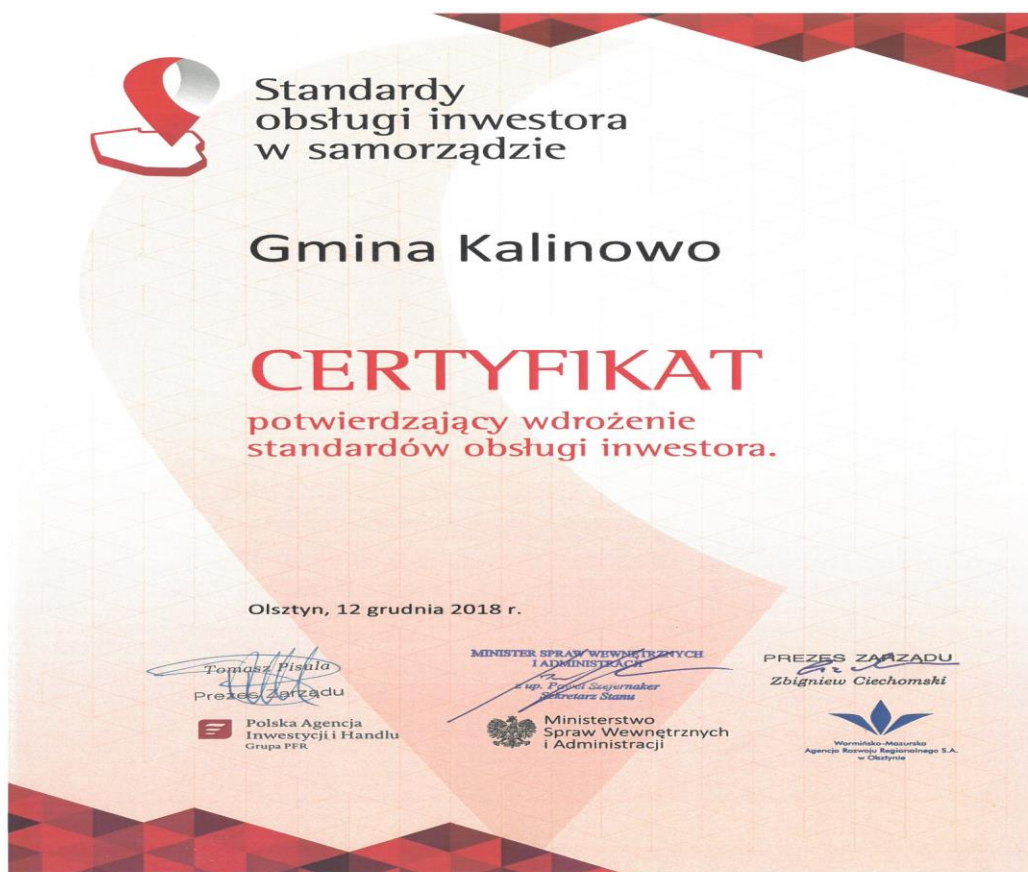 Standardy
obsługi inwestora
w samorządzie
Gmina Kalinowo
CERTYFIKAT
potwierdzający wdrożenie
standardów obsługi inwestora.
Olsztyn, 12 grudnia 2018 r.
Tomasz Pisula
Prezes Zarządu
Polska Agencja
Inwestycji i Handlu
Grupa PFR
MINISTER SPRAW WEWNĘTRZNYCH
I ADMINISTRACJI
z up. Paweł Szefernaker
Sekretarz Stanu
Ministerstwo
Spraw Wewnętrznych
i Administracji
PREZES ZARZĄDU
Zbigniew Ciechomski
Warmińsko-Mazurska
Agencja Rozwoju Regionalnego S.A.
w Olsztynie